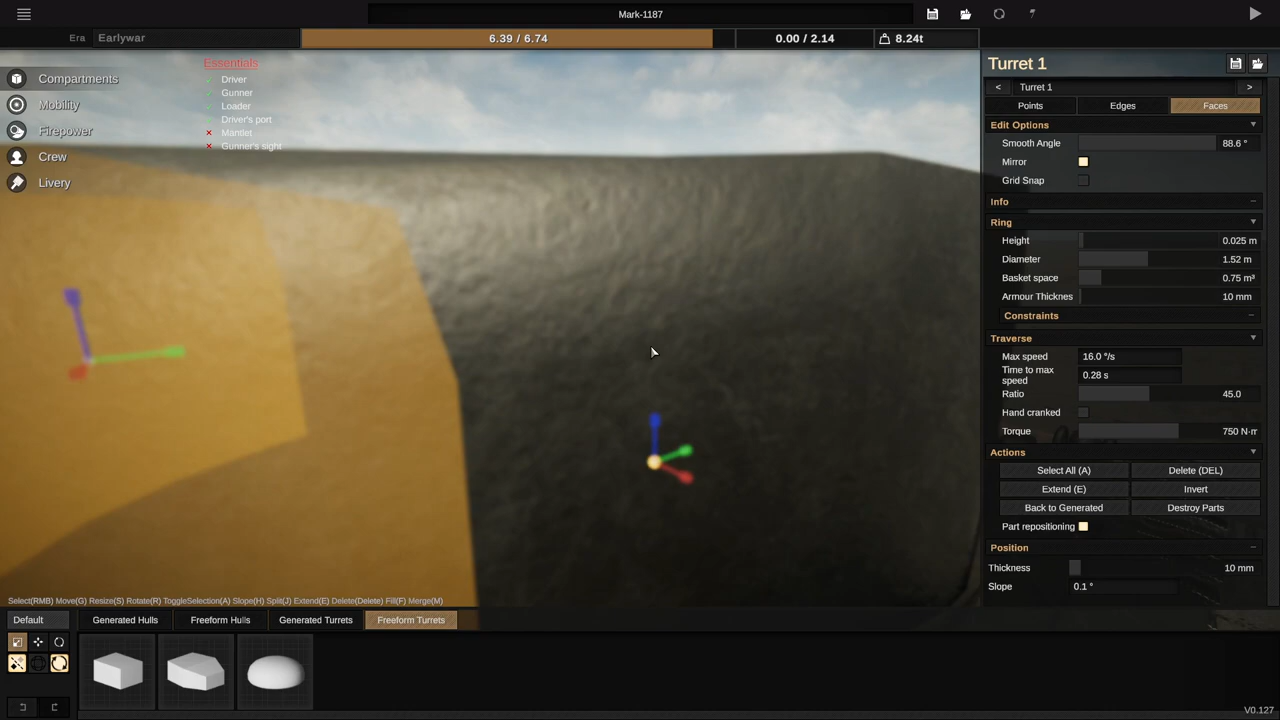 Mark-1187
Era Earlywar 6.39 / 6.74 0.00 / 2.14 8.24t
Compartments
Mobility
Firepower
Crew
Livery
Essentials
Driver
Gunner
Loader
Driver's port
Mantlet
Gunner's sight
Turret 1
< Turret 1 >
Points Edges Faces
Edit Options
Smooth Angle 88.6 °
Mirror
Grid Snap
Info
Ring
Height 0.025 m
Diameter 1.52 m
Basket space 0.75 m³
Armour Thicknes 10 mm
Constraints
Traverse
Max speed 16.0 °/s
Time to max speed 0.28 s
Ratio 45.0
Hand cranked
Torque 750 N·m
Actions
Select All (A) Delete (DEL)
Extend (E) Invert
Back to Generated Destroy Parts
Part repositioning
Position
Thickness 10 mm
Slope 0.1 °
Select(RMB) Move(G) Resize(S) Rotate(R) ToggleSelection(A) Slope(H) Split(J) Extend(E) Delete(Delete) Fill(F) Merge(M)
Default Generated Hulls Freeform Hulls Generated Turrets Freeform Turrets
V0.127